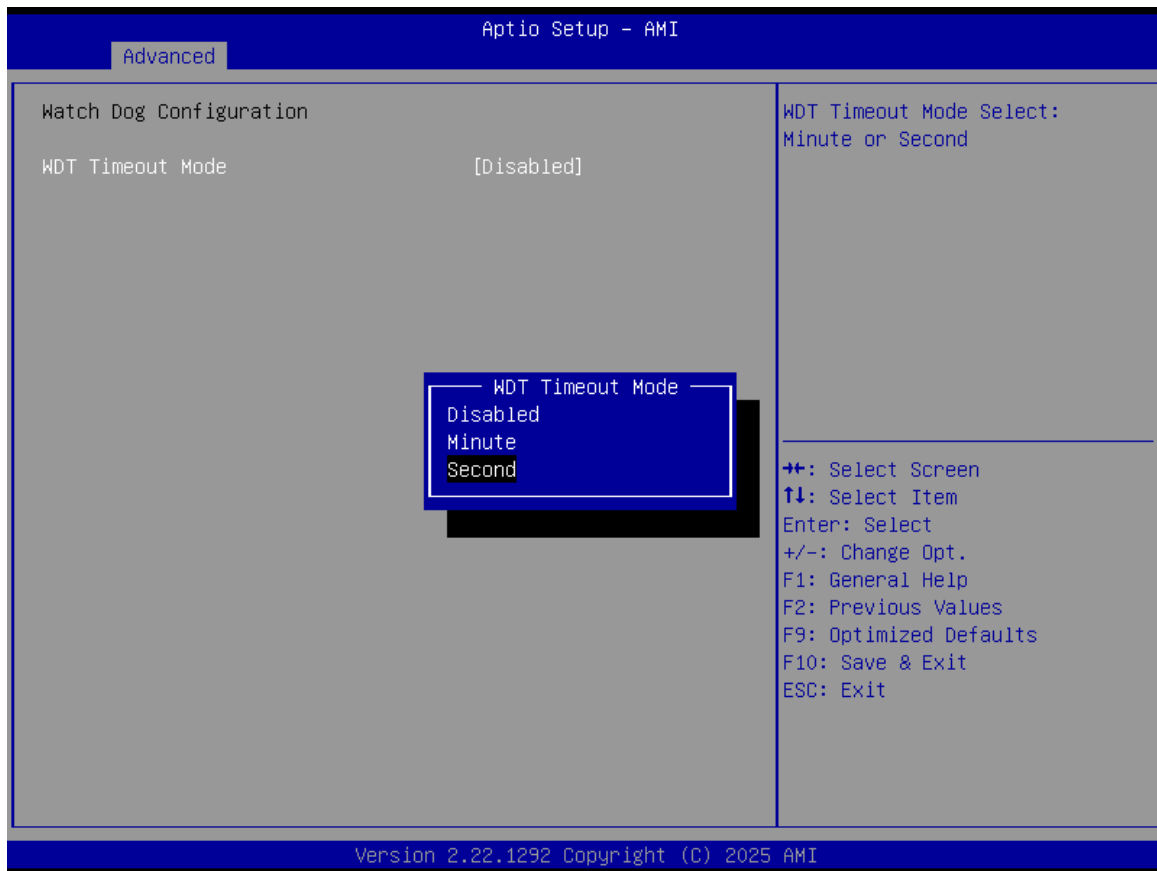 Aptio Setup – AMI
Advanced
Watch Dog Configuration
WDT Timeout Mode [Disabled]
WDT Timeout Mode Select:
Minute or Second
WDT Timeout Mode
Disabled
Minute
Second
→←: Select Screen
↑↓: Select Item
Enter: Select
+/-: Change Opt.
F1: General Help
F2: Previous Values
F9: Optimized Defaults
F10: Save & Exit
ESC: Exit
Version 2.22.1292 Copyright (C) 2025 AMI